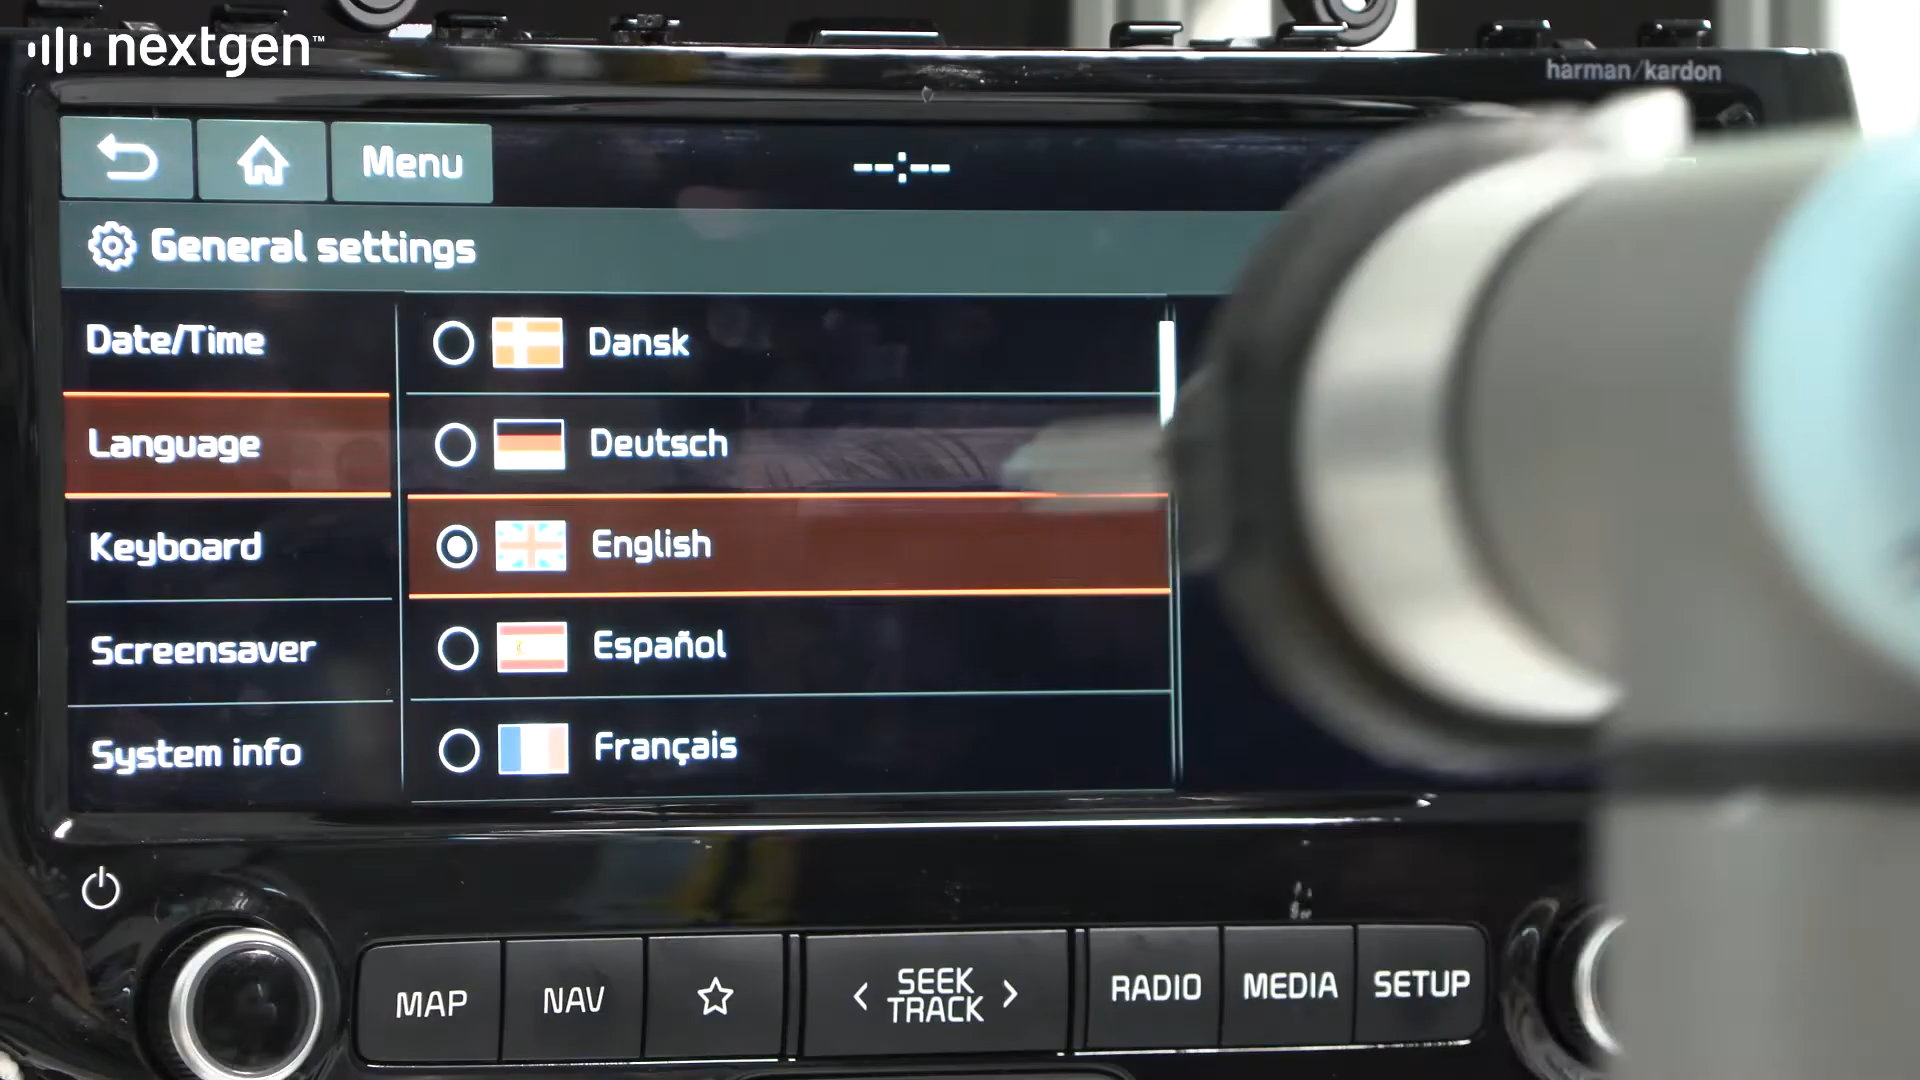 nextgen™
harman/kardon
Menu
--:--
General settings
Date/Time
Language
Keyboard
Screensaver
System info
Dansk
Deutsch
English
Español
Français
MAP
NAV
< SEEK >
TRACK
RADIO
MEDIA
SETUP